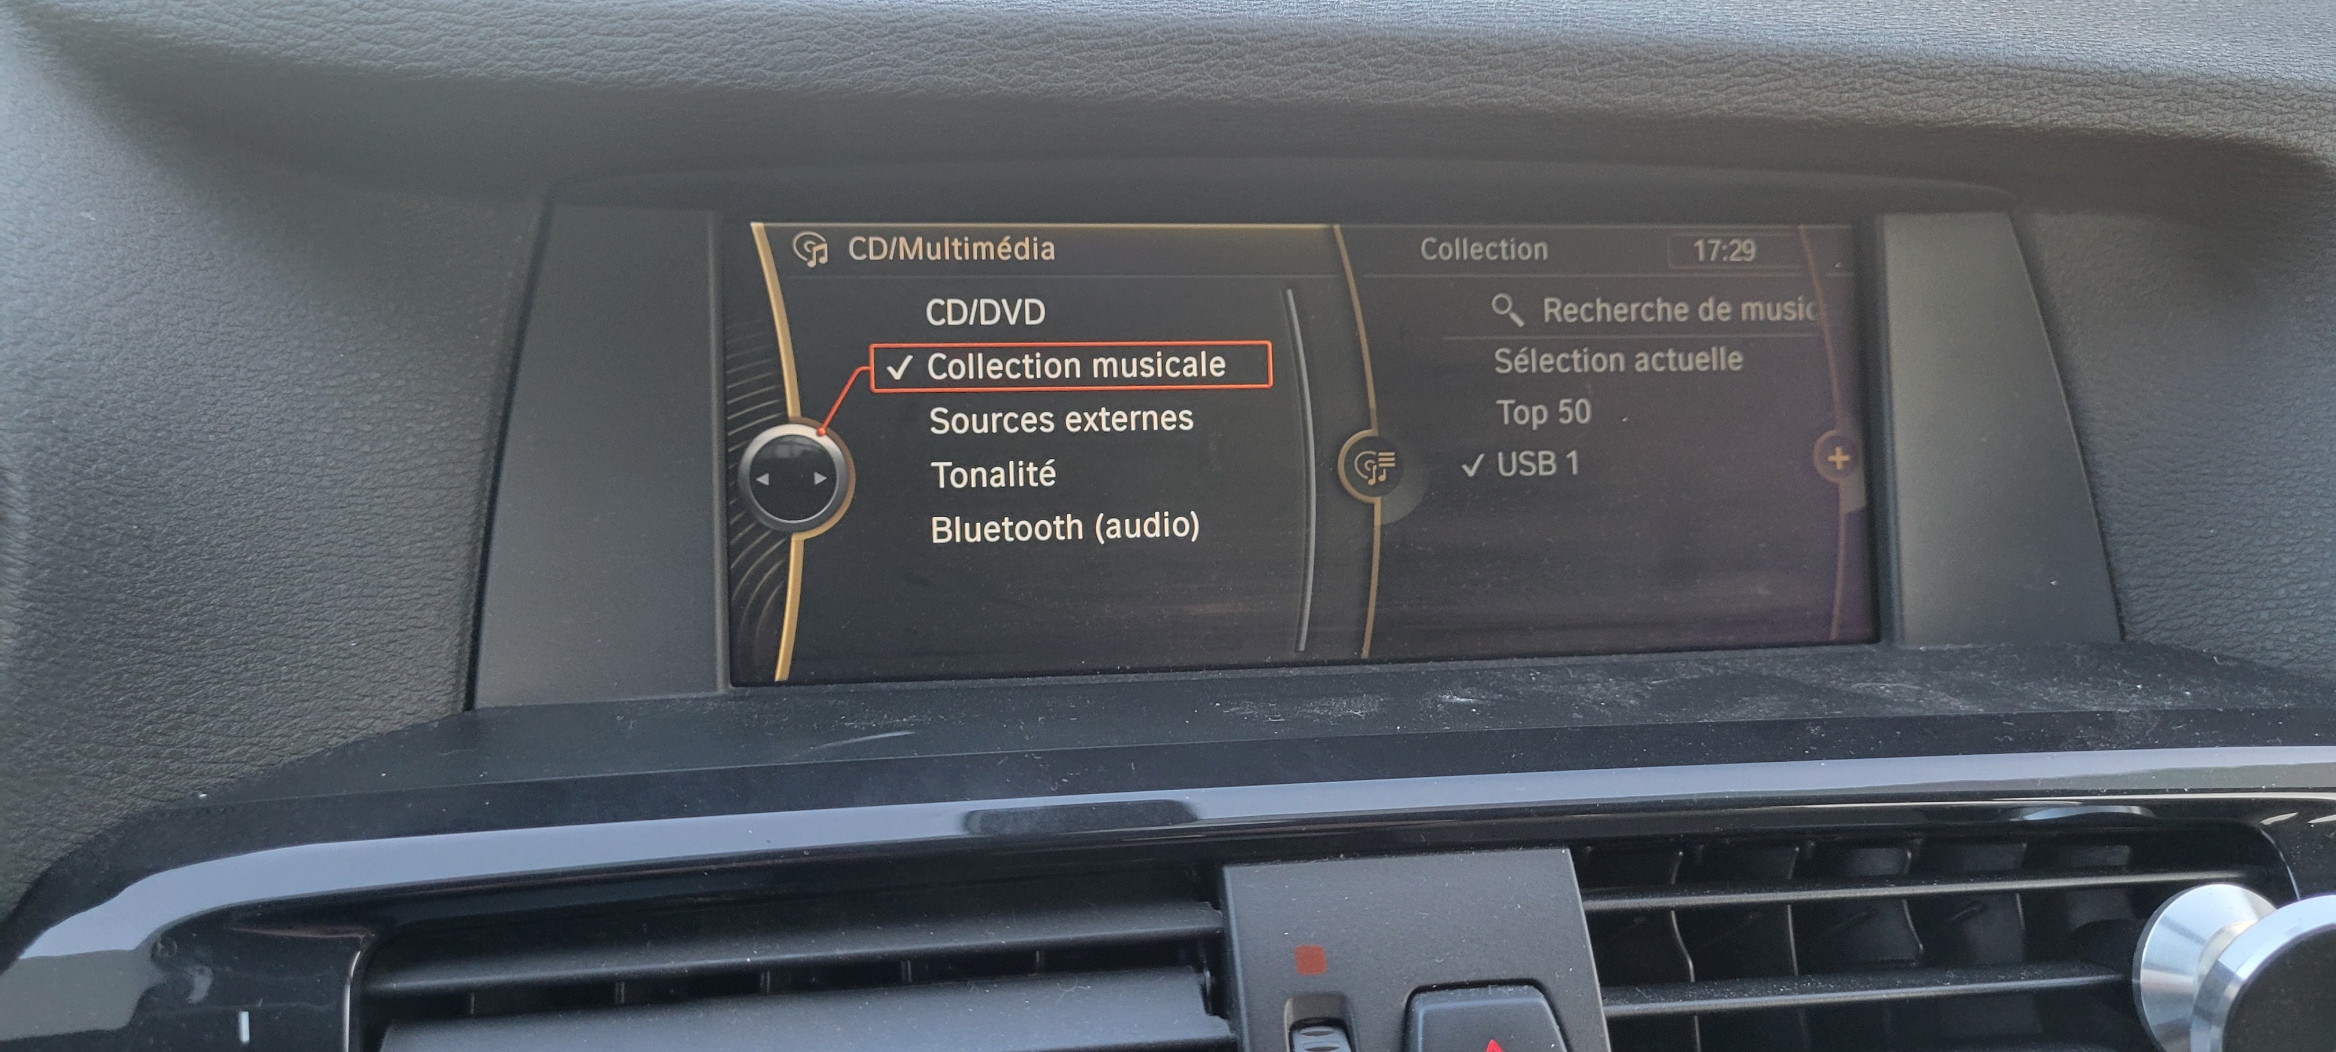 CD/Multimédia
CD/DVD
✓ Collection musicale
Sources externes
Tonalité
Bluetooth (audio)
Collection
17:29
Recherche de music
Sélection actuelle
Top 50
✓ USB 1